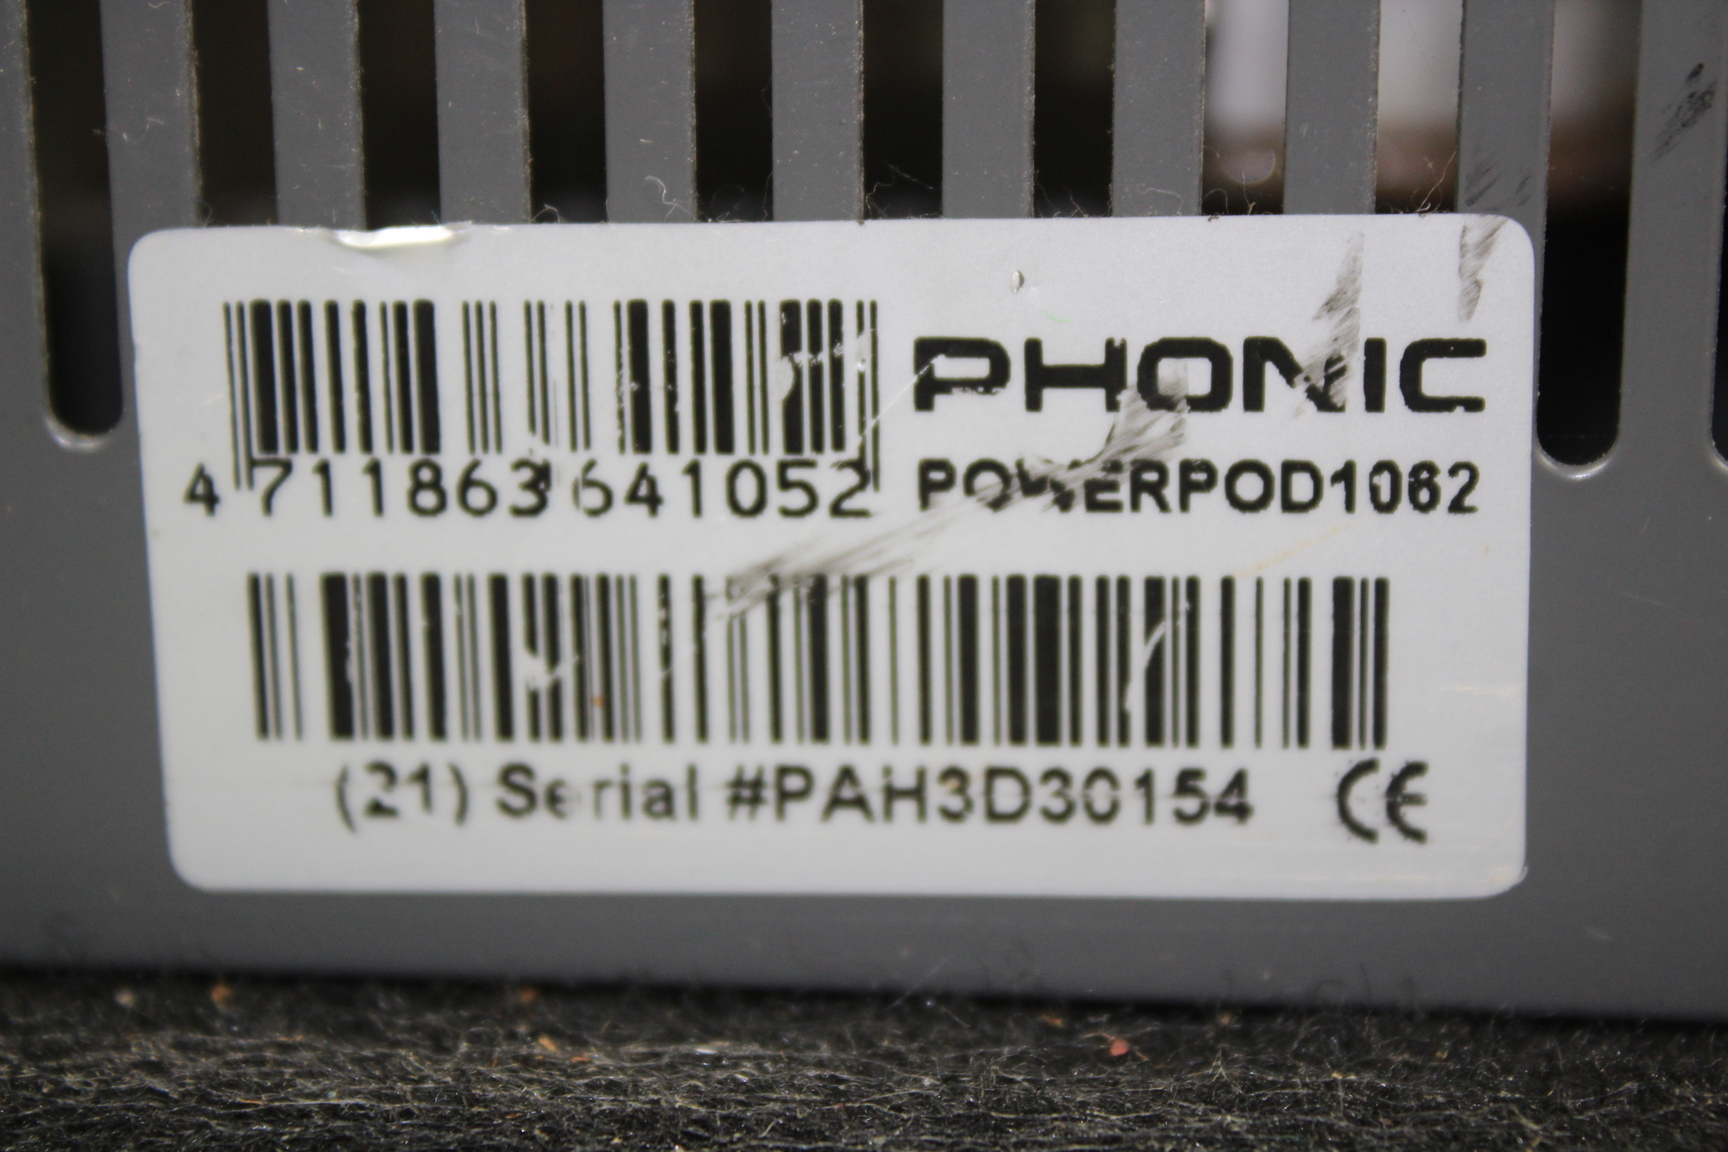 PHONIC
4 711863 641052
POWERPOD1062
(21) Serial #PAH3D30154 CE